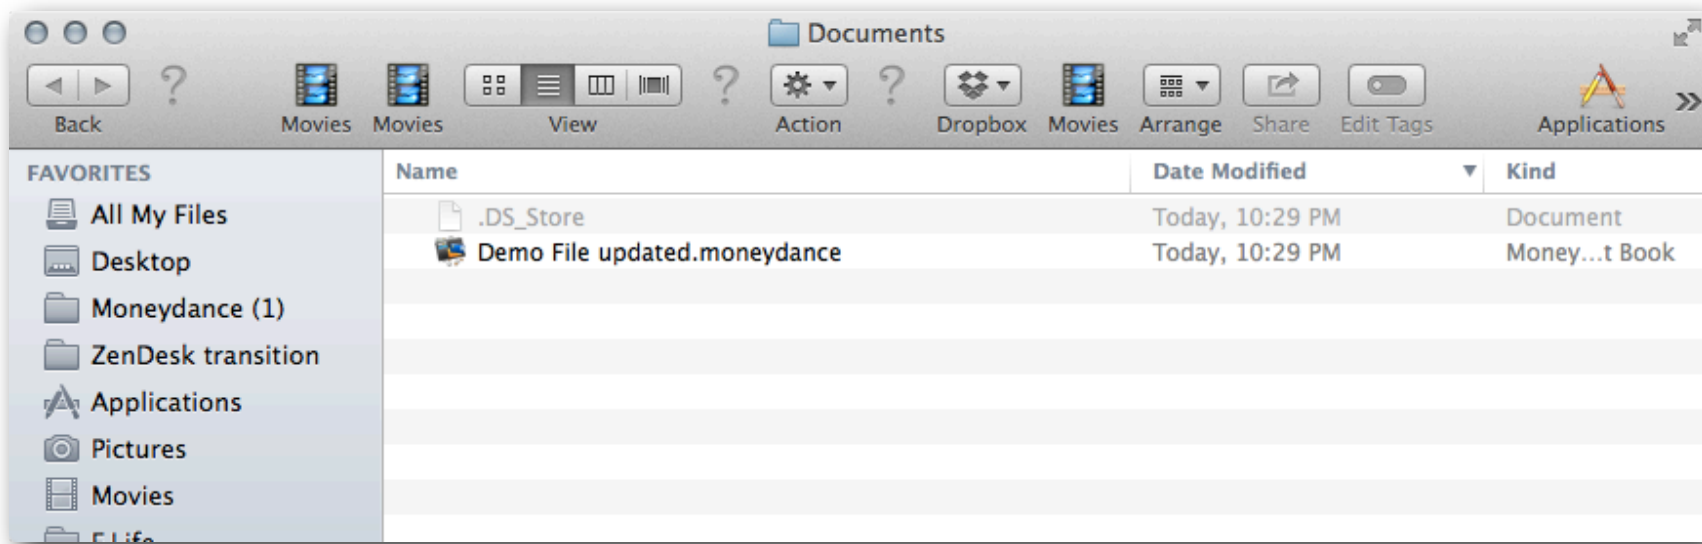 Documents
Back
Movies
Movies
View
Action
Dropbox
Movies
Arrange
Share
Edit Tags
Applications
FAVORITES
All My Files
Desktop
Moneydance (1)
ZenDesk transition
Applications
Pictures
Movies
Name Date Modified Kind
.DS_Store Today, 10:29 PM Document
Demo File updated.moneydance Today, 10:29 PM Money...t Book